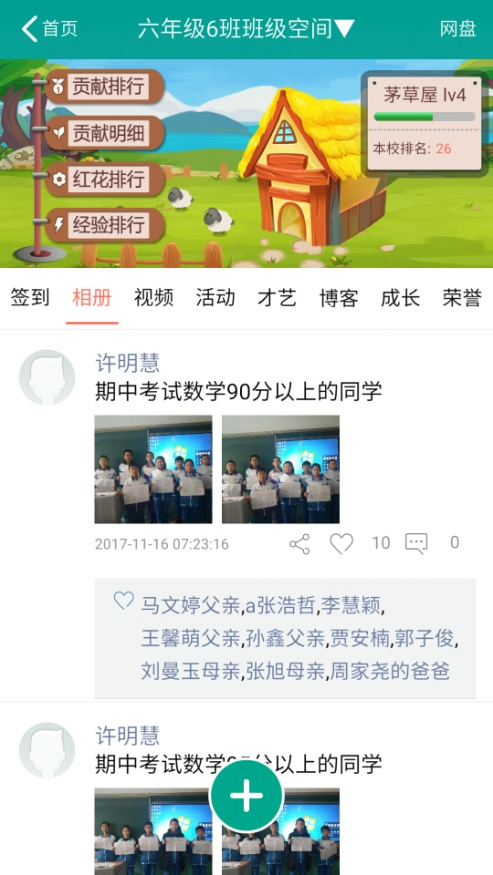 首页
六年级6班班级空间▼
网盘
贡献排行
贡献明细
红花排行
经验排行
茅草屋 lv4
本校排名: 26
签到 相册 视频 活动 才艺 博客 成长 荣誉
许明慧
期中考试数学90分以上的同学
2017-11-16 07:23:16
10
0
马文婷父亲,a张浩哲,李慧颖,
王馨萌父亲,孙鑫父亲,贾安楠,郭子俊,
刘曼玉母亲,张旭母亲,周家尧的爸爸
许明慧
期中考试数学 分以上的同学